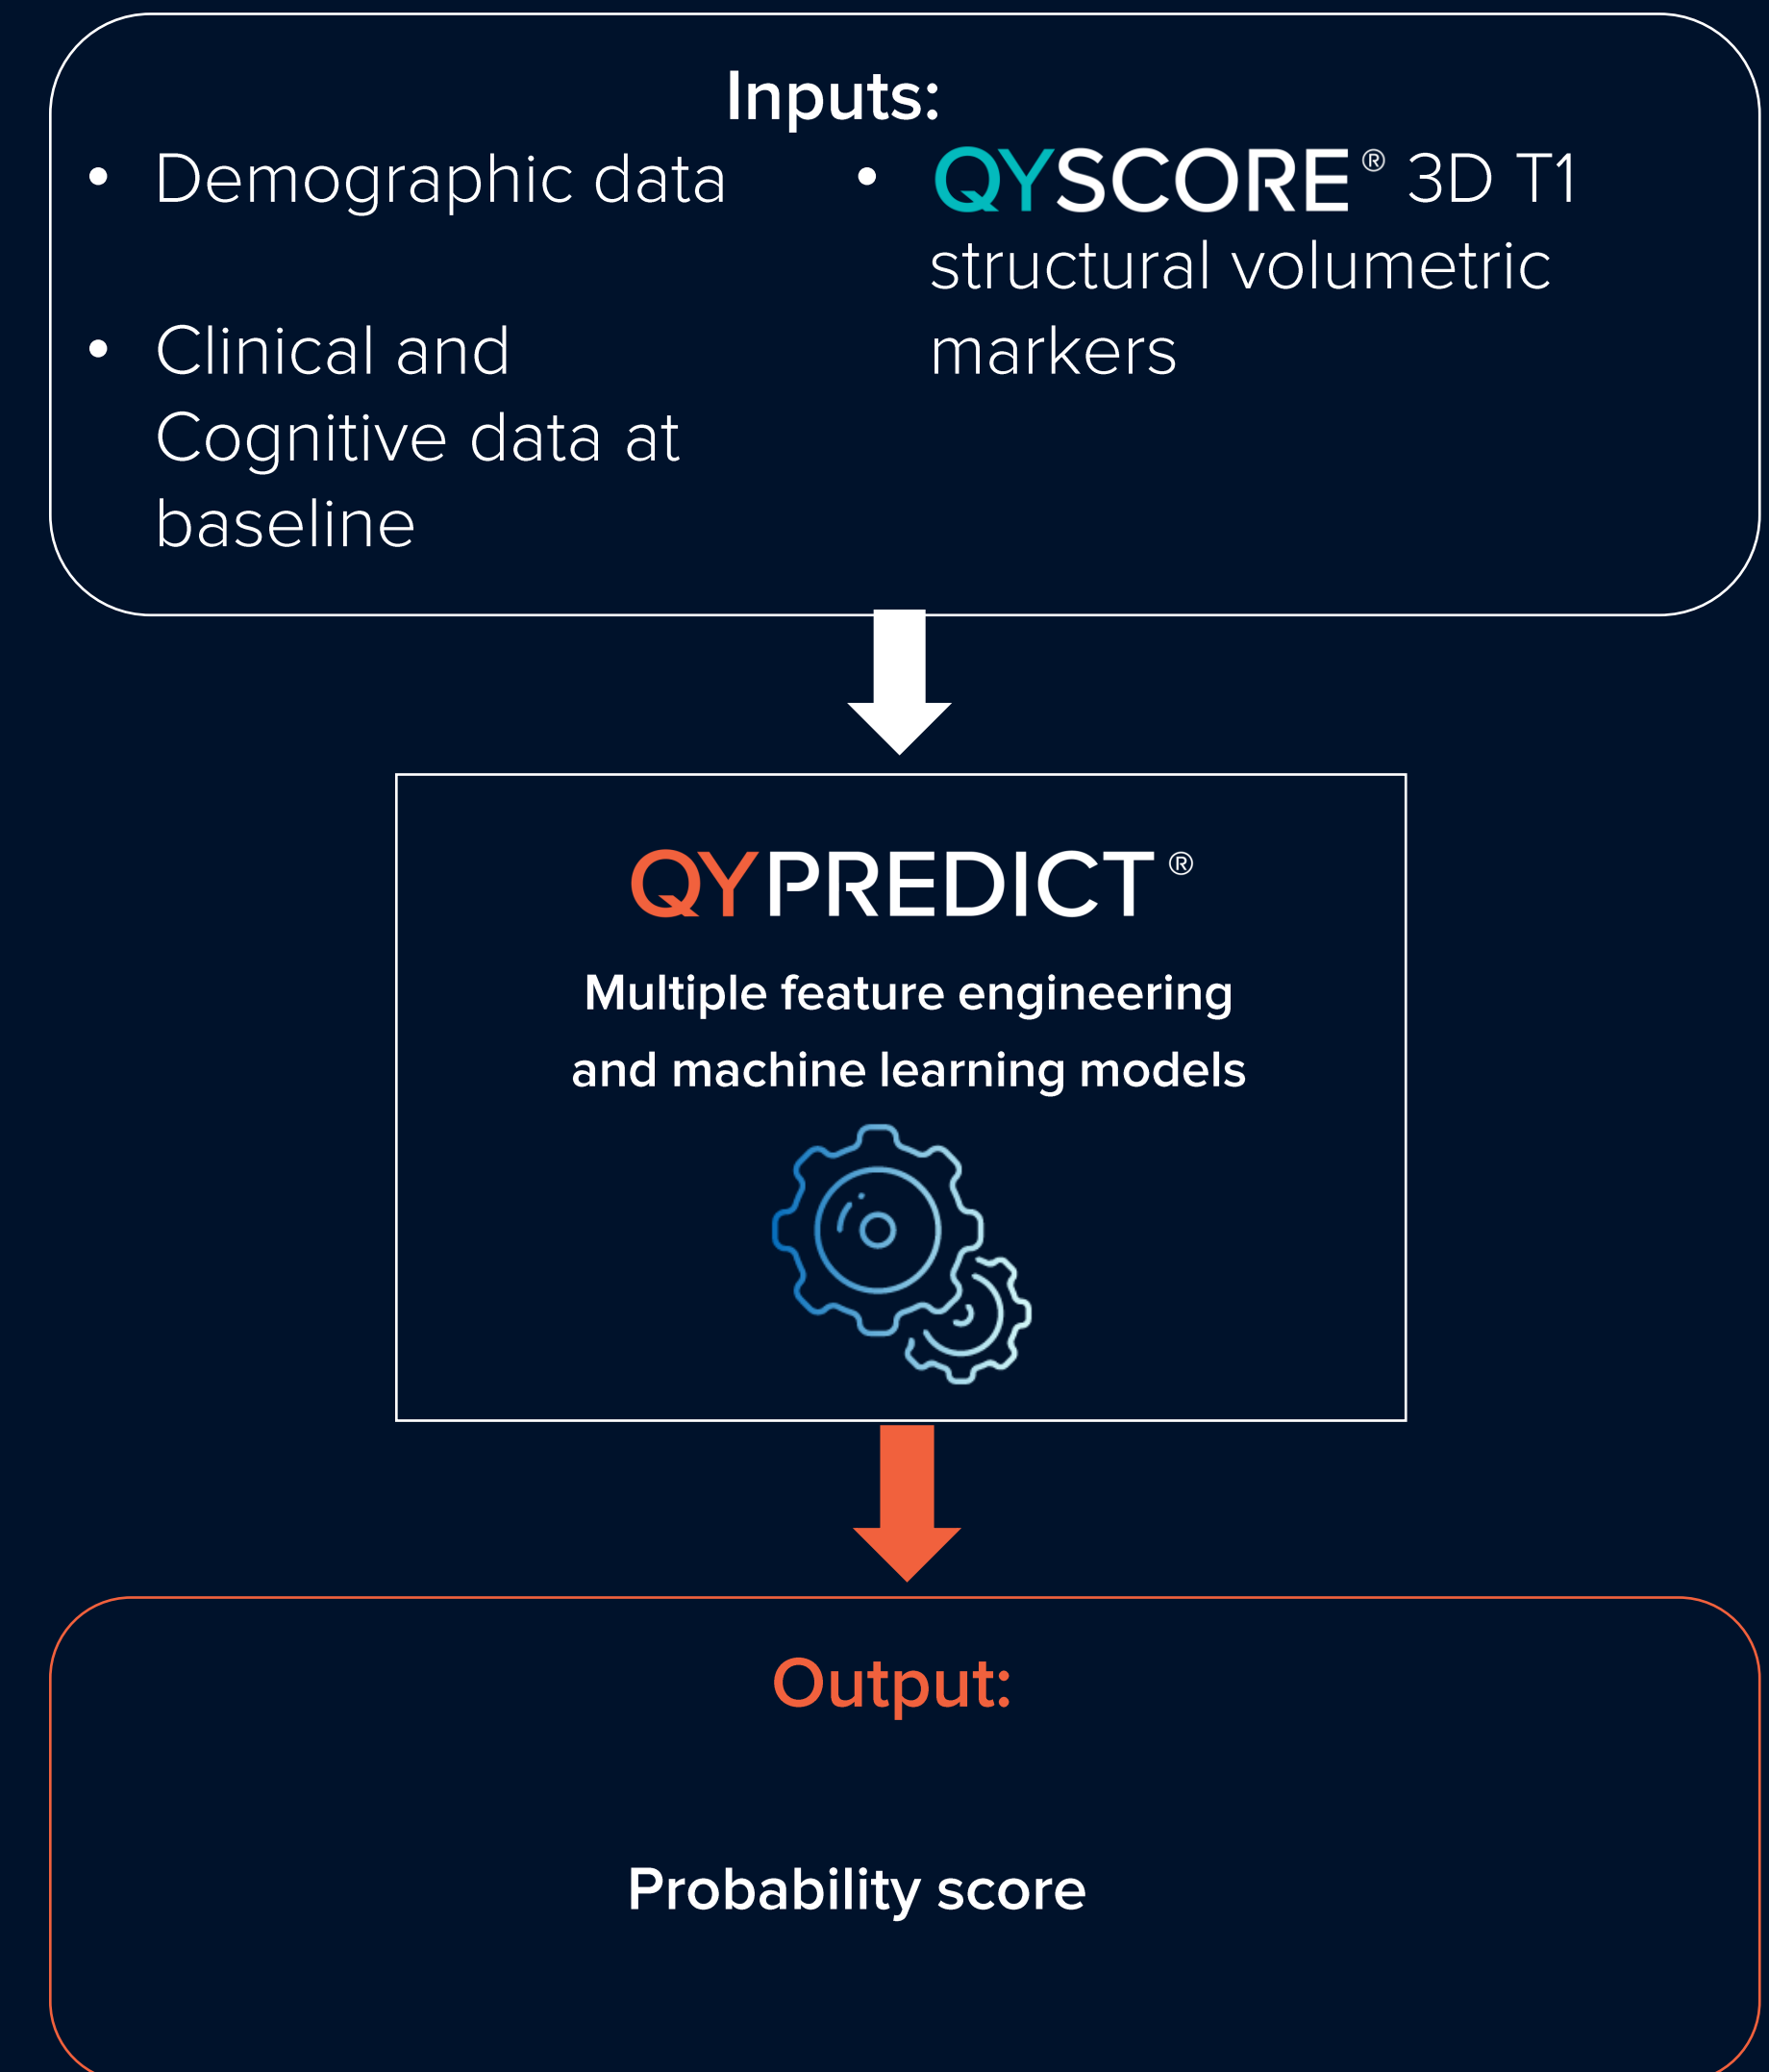 Inputs:
• Demographic data
• Clinical and
Cognitive data at
baseline
• QYSCORE® 3D T1
structural volumetric
markers
QYPREDICT®
Multiple feature engineering
and machine learning models
Output:
Probability score